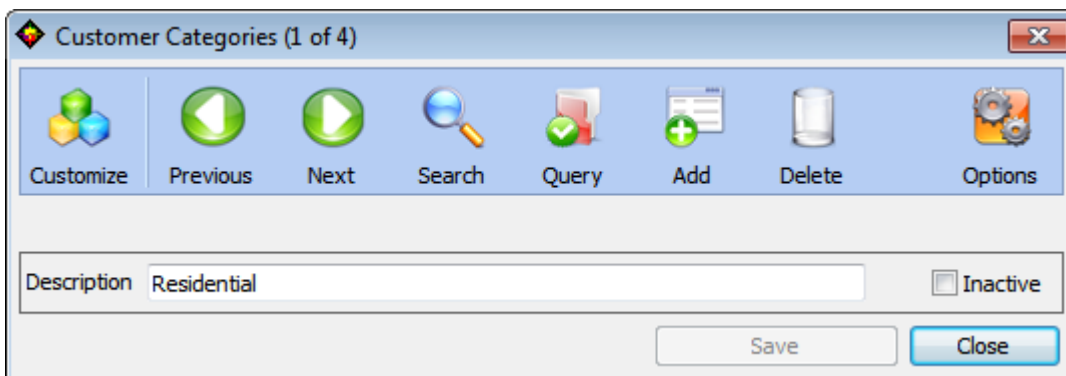 Customer Categories (1 of 4)
Customize Previous Next Search Query Add Delete Options
Description Residential Inactive
Save Close